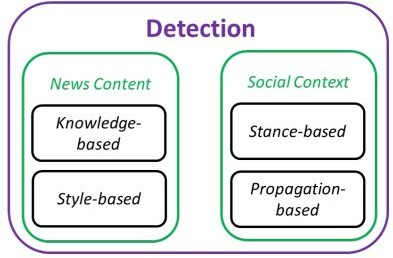 Detection
News Content
Knowledge-
based
Style-based
Social Context
Stance-based
Propagation-
based